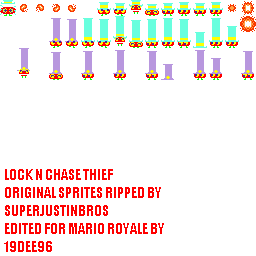 LOCK N CHASE THIEF
ORIGINAL SPRITES RIPPED BY
SUPERJUSTINBROS
EDITED FOR MARIO ROYALE BY
19DEE96